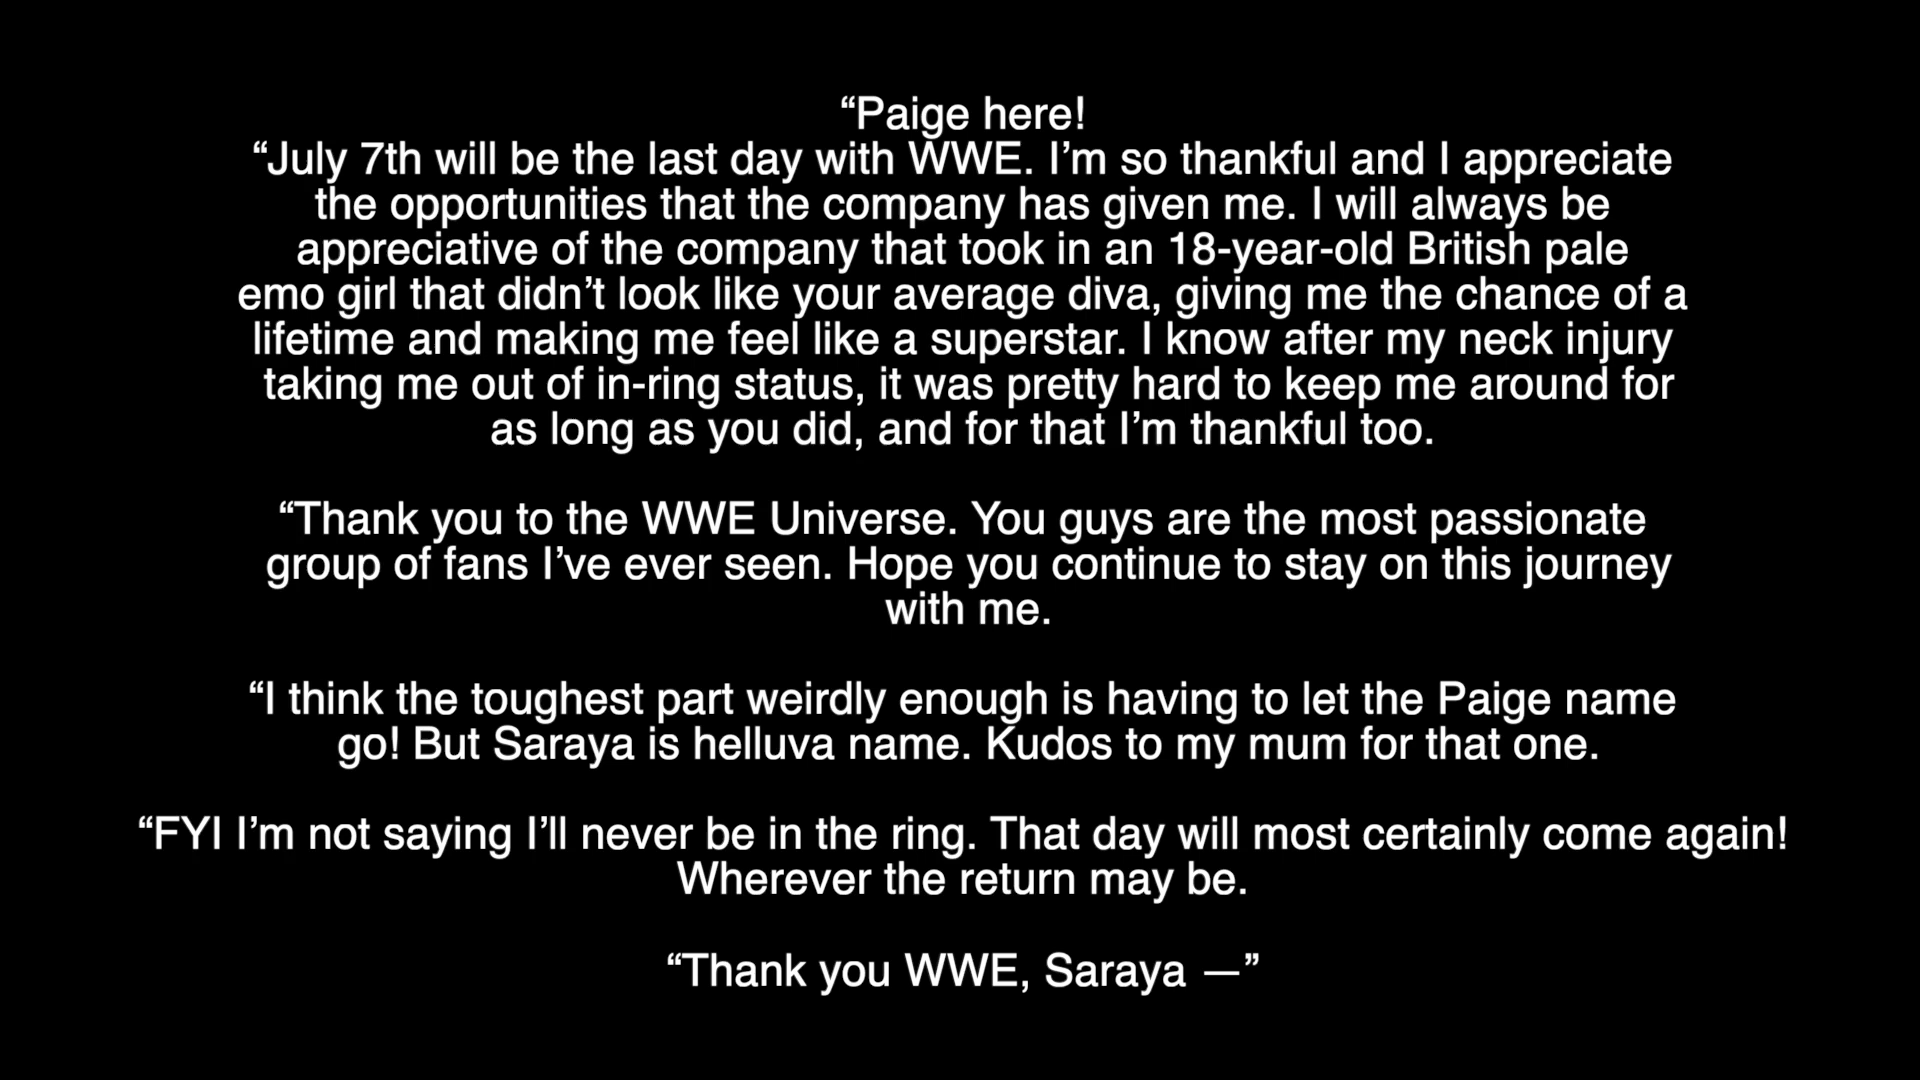 “Paige here!
“July 7th will be the last day with WWE. I’m so thankful and I appreciate
the opportunities that the company has given me. I will always be
appreciative of the company that took in an 18-year-old British pale
emo girl that didn’t look like your average diva, giving me the chance of a
lifetime and making me feel like a superstar. I know after my neck injury
taking me out of in-ring status, it was pretty hard to keep me around for
as long as you did, and for that I’m thankful too.
“Thank you to the WWE Universe. You guys are the most passionate
group of fans I’ve ever seen. Hope you continue to stay on this journey
with me.
“I think the toughest part weirdly enough is having to let the Paige name
go! But Saraya is helluva name. Kudos to my mum for that one.
“FYI I’m not saying I’ll never be in the ring. That day will most certainly come again!
Wherever the return may be.
“Thank you WWE, Saraya —”